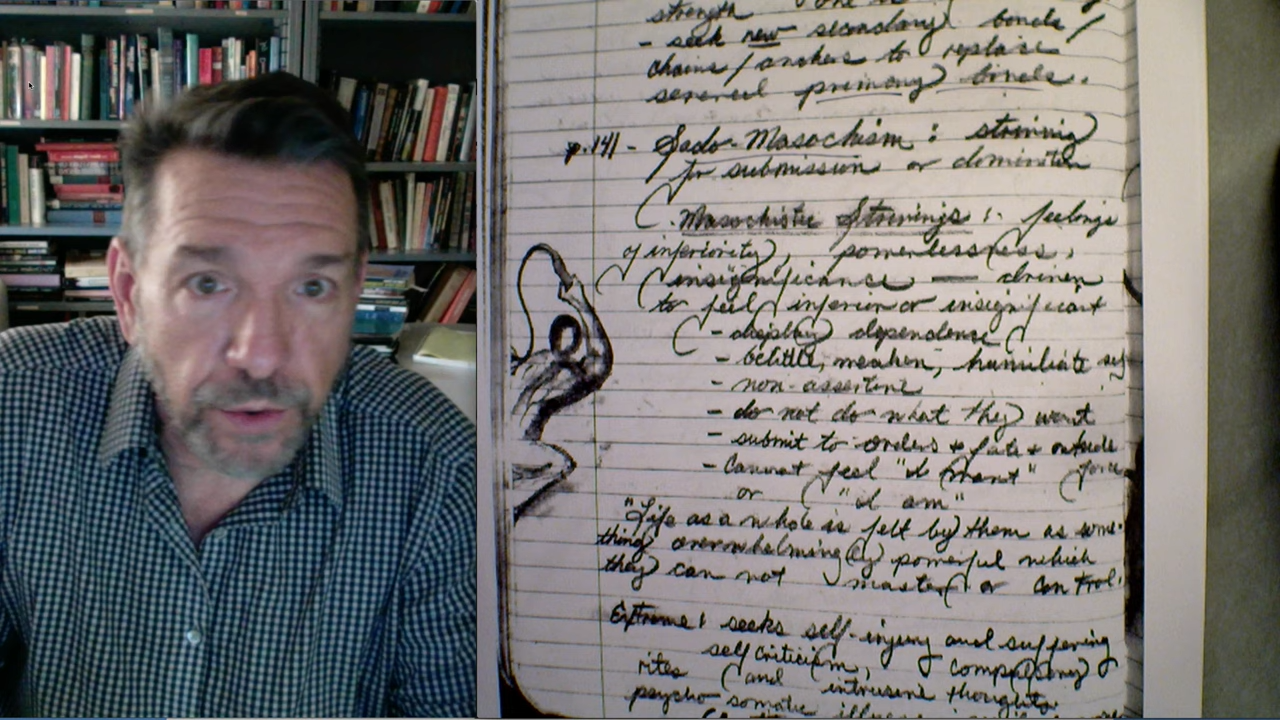 strength one is
- seek new secondary bonds /
chains / anchors to replace
severed primary bonds.
p.141 - Sado-Masochism : striving
for submission or domination
. Masochistic Strivings : feelings
of inferiority, powerlessness,
insignificance — driven
to feel inferior or insignificant
- display dependence
- belittle, weaken, humiliate self
- non-assertive
- do not do what they want
- submit to orders + fate + outside
force
- Cannot feel "I want"
or "I am"
"Life as a whole is felt by them as some-
thing overwhelmingly powerful which
they can not master or control.
Extreme: seeks self-injury and suffering
self criticism, compulsory
rites and intrusive thoughts
psycho-somatic illness